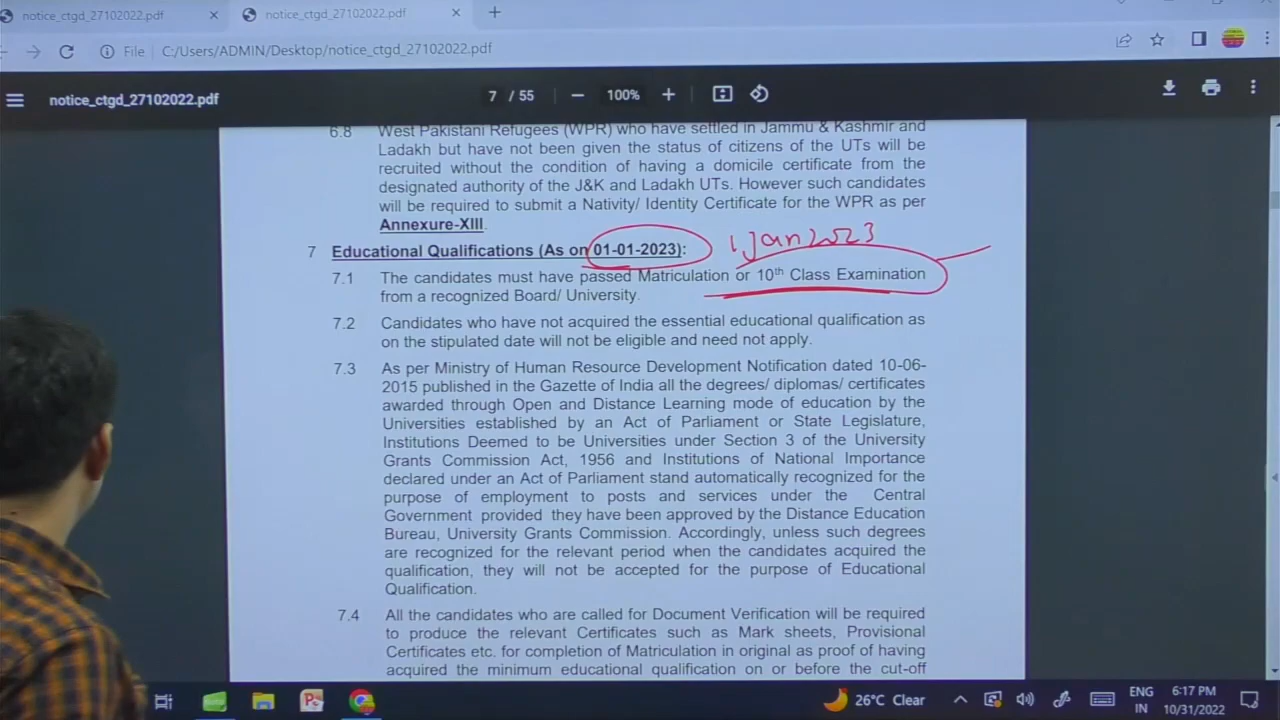 notice_ctgd_27102022.pdf
notice_ctgd_27102022.pdf
File C:/Users/ADMIN/Desktop/notice_ctgd_27102022.pdf
notice_ctgd_27102022.pdf
7 / 55
100%
6.8 West Pakistani Refugees (WPR) who have settled in Jammu & Kashmir and
Ladakh but have not been given the status of citizens of the UTs will be
recruited without the condition of having a domicile certificate from the
designated authority of the J&K and Ladakh UTs. However such candidates
will be required to submit a Nativity/ Identity Certificate for the WPR as per
Annexure-XIII.
1 Jan 2023
7 Educational Qualifications (As on 01-01-2023):
7.1 The candidates must have passed Matriculation or 10th Class Examination
from a recognized Board/ University.
7.2 Candidates who have not acquired the essential educational qualification as
on the stipulated date will not be eligible and need not apply.
7.3 As per Ministry of Human Resource Development Notification dated 10-06-
2015 published in the Gazette of India all the degrees/ diplomas/ certificates
awarded through Open and Distance Learning mode of education by the
Universities established by an Act of Parliament or State Legislature,
Institutions Deemed to be Universities under Section 3 of the University
Grants Commission Act, 1956 and Institutions of National Importance
declared under an Act of Parliament stand automatically recognized for the
purpose of employment to posts and services under the Central
Government provided they have been approved by the Distance Education
Bureau, University Grants Commission. Accordingly, unless such degrees
are recognized for the relevant period when the candidates acquired the
qualification, they will not be accepted for the purpose of Educational
Qualification.
7.4 All the candidates who are called for Document Verification will be required
to produce the relevant Certificates such as Mark sheets, Provisional
Certificates etc. for completion of Matriculation in original as proof of having
acquired the minimum educational qualification on or before the cut-off
26°C Clear
ENG
IN
6:17 PM
10/31/2022